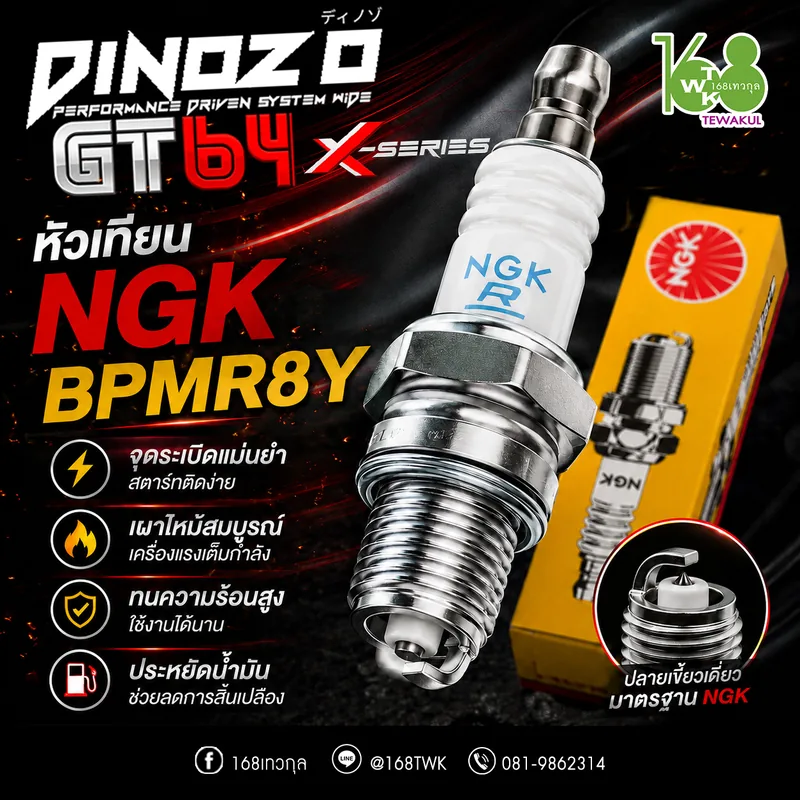 ディノゾ
DINOZO
PERFORMANCE DRIVEN SYSTEM WIDE
GT64 X-SERIES
168
TWK
168เทวกุล
TEWAKUL
หัวเทียน
NGK
BPMR8Y
NGK
R
NGK
NGK
จุดระเบิดแม่นยำ
สตาร์ทติดง่าย
เผาไหม้สมบูรณ์
เครื่องแรงเต็มกำลัง
ทนความร้อนสูง
ใช้งานได้นาน
ประหยัดน้ำมัน
ช่วยลดการสิ้นเปลือง
ปลายเขี้ยวเดี่ยว
มาตรฐาน NGK
168เทวกุล
LINE
@168TWK
081-9862314